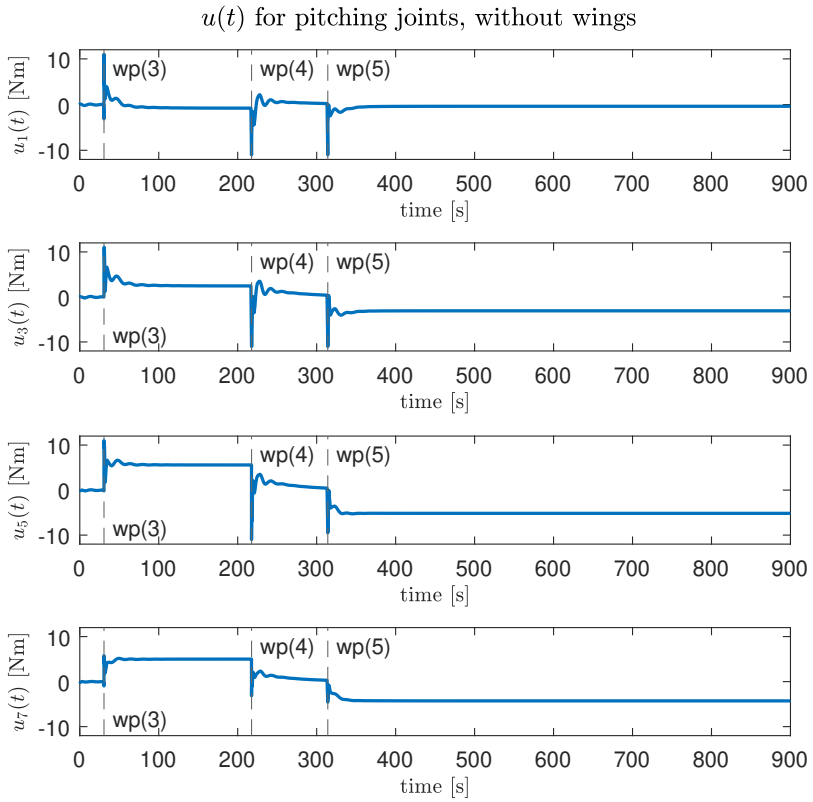 u(t) for pitching joints, without wings
10
0
-10
u₁(t) [Nm]
wp(3)
wp(4)
wp(5)
0 100 200 300 400 500 600 700 800 900
time [s]
10
0
-10
u₃(t) [Nm]
wp(3)
wp(4)
wp(5)
0 100 200 300 400 500 600 700 800 900
time [s]
10
0
-10
u₅(t) [Nm]
wp(3)
wp(4)
wp(5)
0 100 200 300 400 500 600 700 800 900
time [s]
10
0
-10
u₇(t) [Nm]
wp(3)
wp(4)
wp(5)
0 100 200 300 400 500 600 700 800 900
time [s]